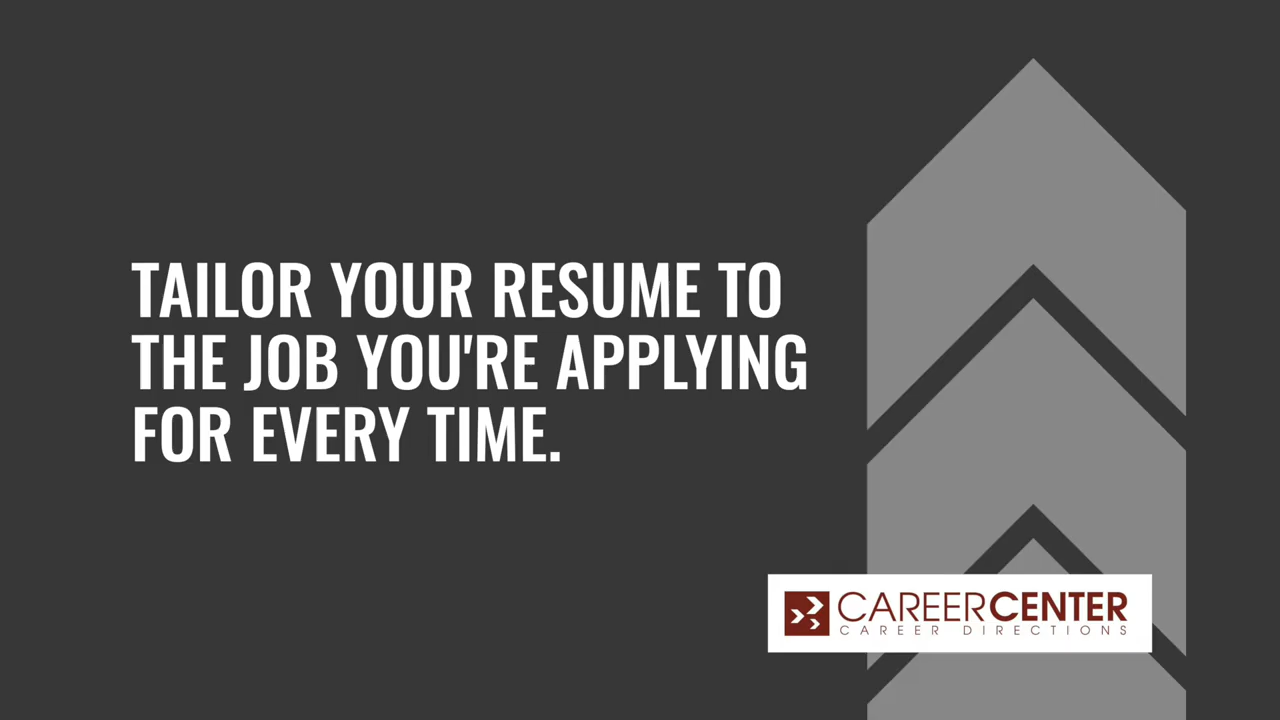 TAILOR YOUR RESUME TO
THE JOB YOU'RE APPLYING
FOR EVERY TIME.
CAREERCENTER
CAREER DIRECTIONS